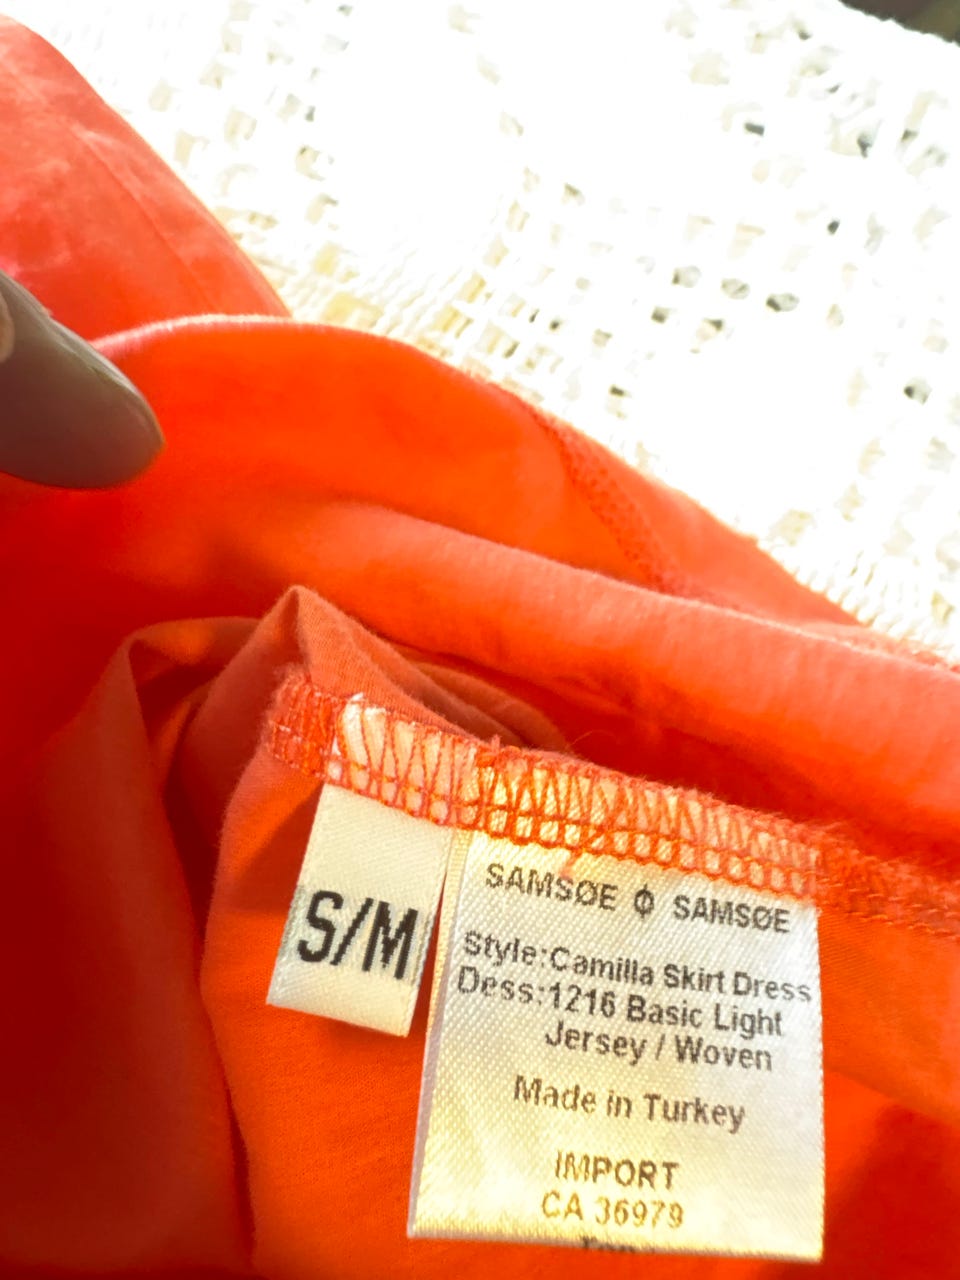 S/M
SAMSØE Φ SAMSØE
Style:Camilla Skirt Dress
Dess:1216 Basic Light
Jersey / Woven
Made in Turkey
IMPORT
CA 36979